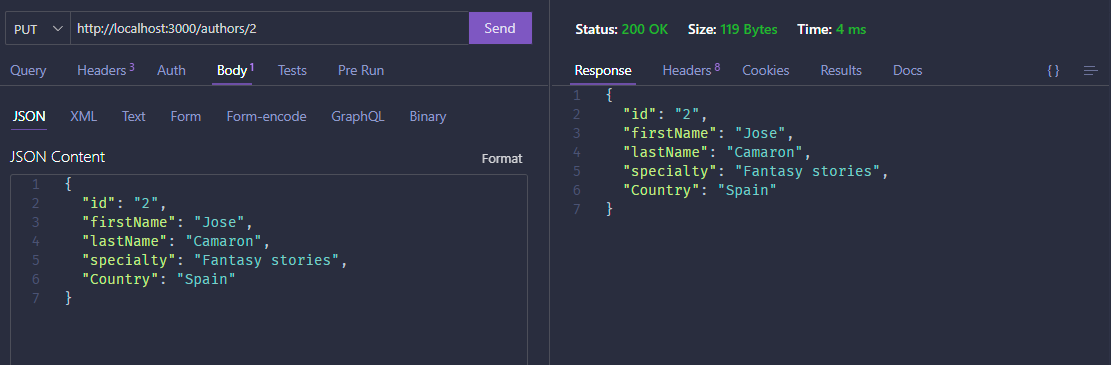 PUT http://localhost:3000/authors/2 Send
Query Headers 3 Auth Body 1 Tests Pre Run
JSON XML Text Form Form-encode GraphQL Binary
JSON Content Format
1 {
2 "id": "2",
3 "firstName": "Jose",
4 "lastName": "Camaron",
5 "specialty": "Fantasy stories",
6 "Country": "Spain"
7 }
Status: 200 OK Size: 119 Bytes Time: 4 ms
Response Headers 8 Cookies Results Docs { }
1 {
2 "id": "2",
3 "firstName": "Jose",
4 "lastName": "Camaron",
5 "specialty": "Fantasy stories",
6 "Country": "Spain"
7 }